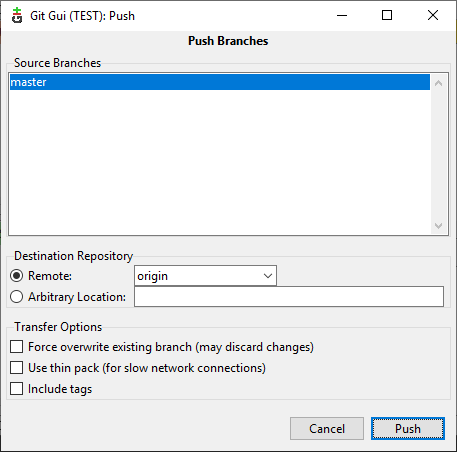 Git Gui (TEST): Push
Push Branches
Source Branches
master
Destination Repository
Remote: origin
Arbitrary Location:
Transfer Options
Force overwrite existing branch (may discard changes)
Use thin pack (for slow network connections)
Include tags
Cancel Push